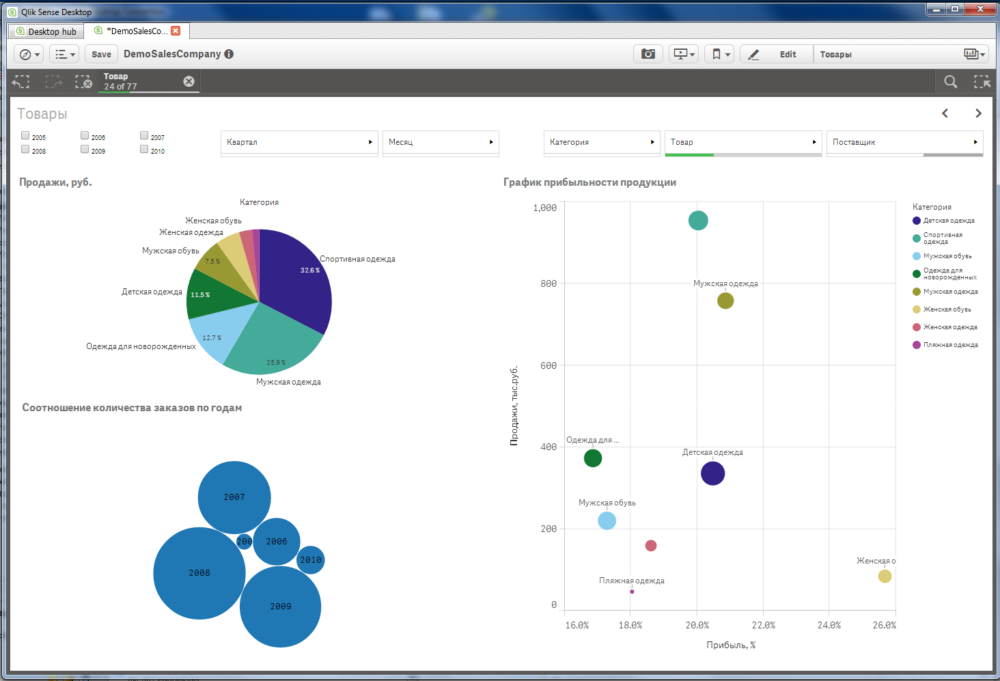 Qlik Sense Desktop
Desktop hub
*DemoSalesCo...
Save
DemoSalesCompany
Edit
Товары
Товар
24 of 77
Товары
2005
2006
2007
2008
2009
2010
Квартал
Месяц
Категория
Товар
Поставщик
Продажи, руб.
Категория
Женская обувь
Женская одежда
Мужская обувь
7.5 %
Спортивная одежда
32.6 %
Детская одежда
11.5 %
12.7 %
Одежда для новорожденных
25.9 %
Мужская одежда
Соотношение количества заказов по годам
2007
200
2006
2010
2008
2009
График прибыльности продукции
1,000
800
600
400
200
0
Продажи, тыс.руб.
Мужская одежда
Одежда для ...
Детская одежда
Мужская обувь
Женская о
Пляжная одежда
16.0%
18.0%
20.0%
22.0%
24.0%
26.0%
Прибыль, %
Категория
Детская одежда
Спортивная
одежда
Мужская обувь
Одежда для
новорожденных
Мужская одежда
Женская обувь
Женская одежда
Пляжная одежда